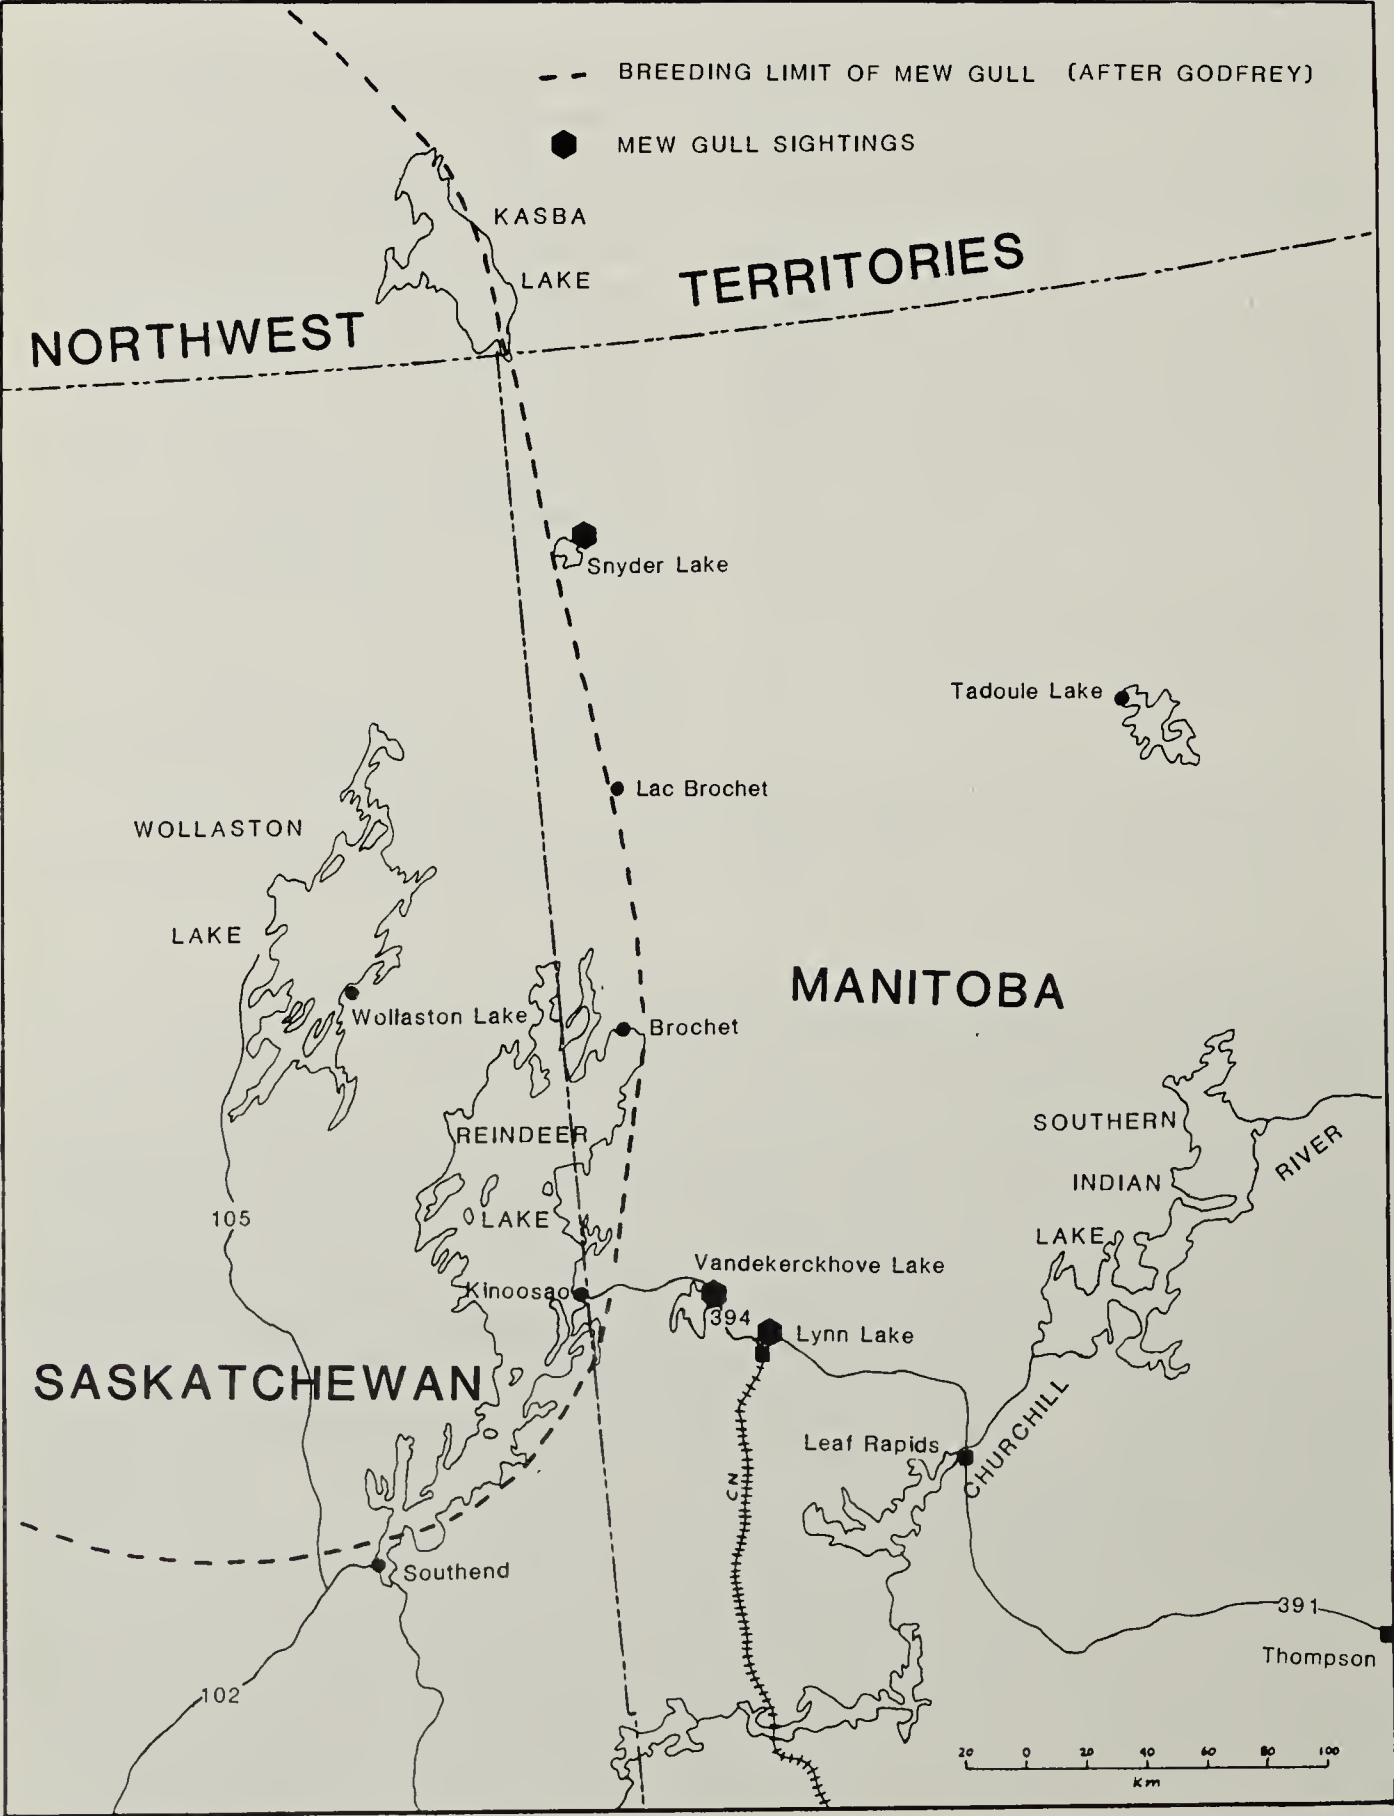 BREEDING LIMIT OF MEW GULL (AFTER GODFREY)
MEW GULL SIGHTINGS
KASBA
LAKE
NORTHWEST TERRITORIES
Snyder Lake
Tadoule Lake
Lac Brochet
WOLLASTON
LAKE
MANITOBA
Wollaston Lake
Brochet
SOUTHERN
INDIAN
LAKE
RIVER
REINDEER
LAKE
105
Vandekerckhove Lake
Kinoosao
394
Lynn Lake
SASKATCHEWAN
CHURCHILL
Leaf Rapids
CN
Southend
391
Thompson
102
20 0 20 40 60 80 100
Km